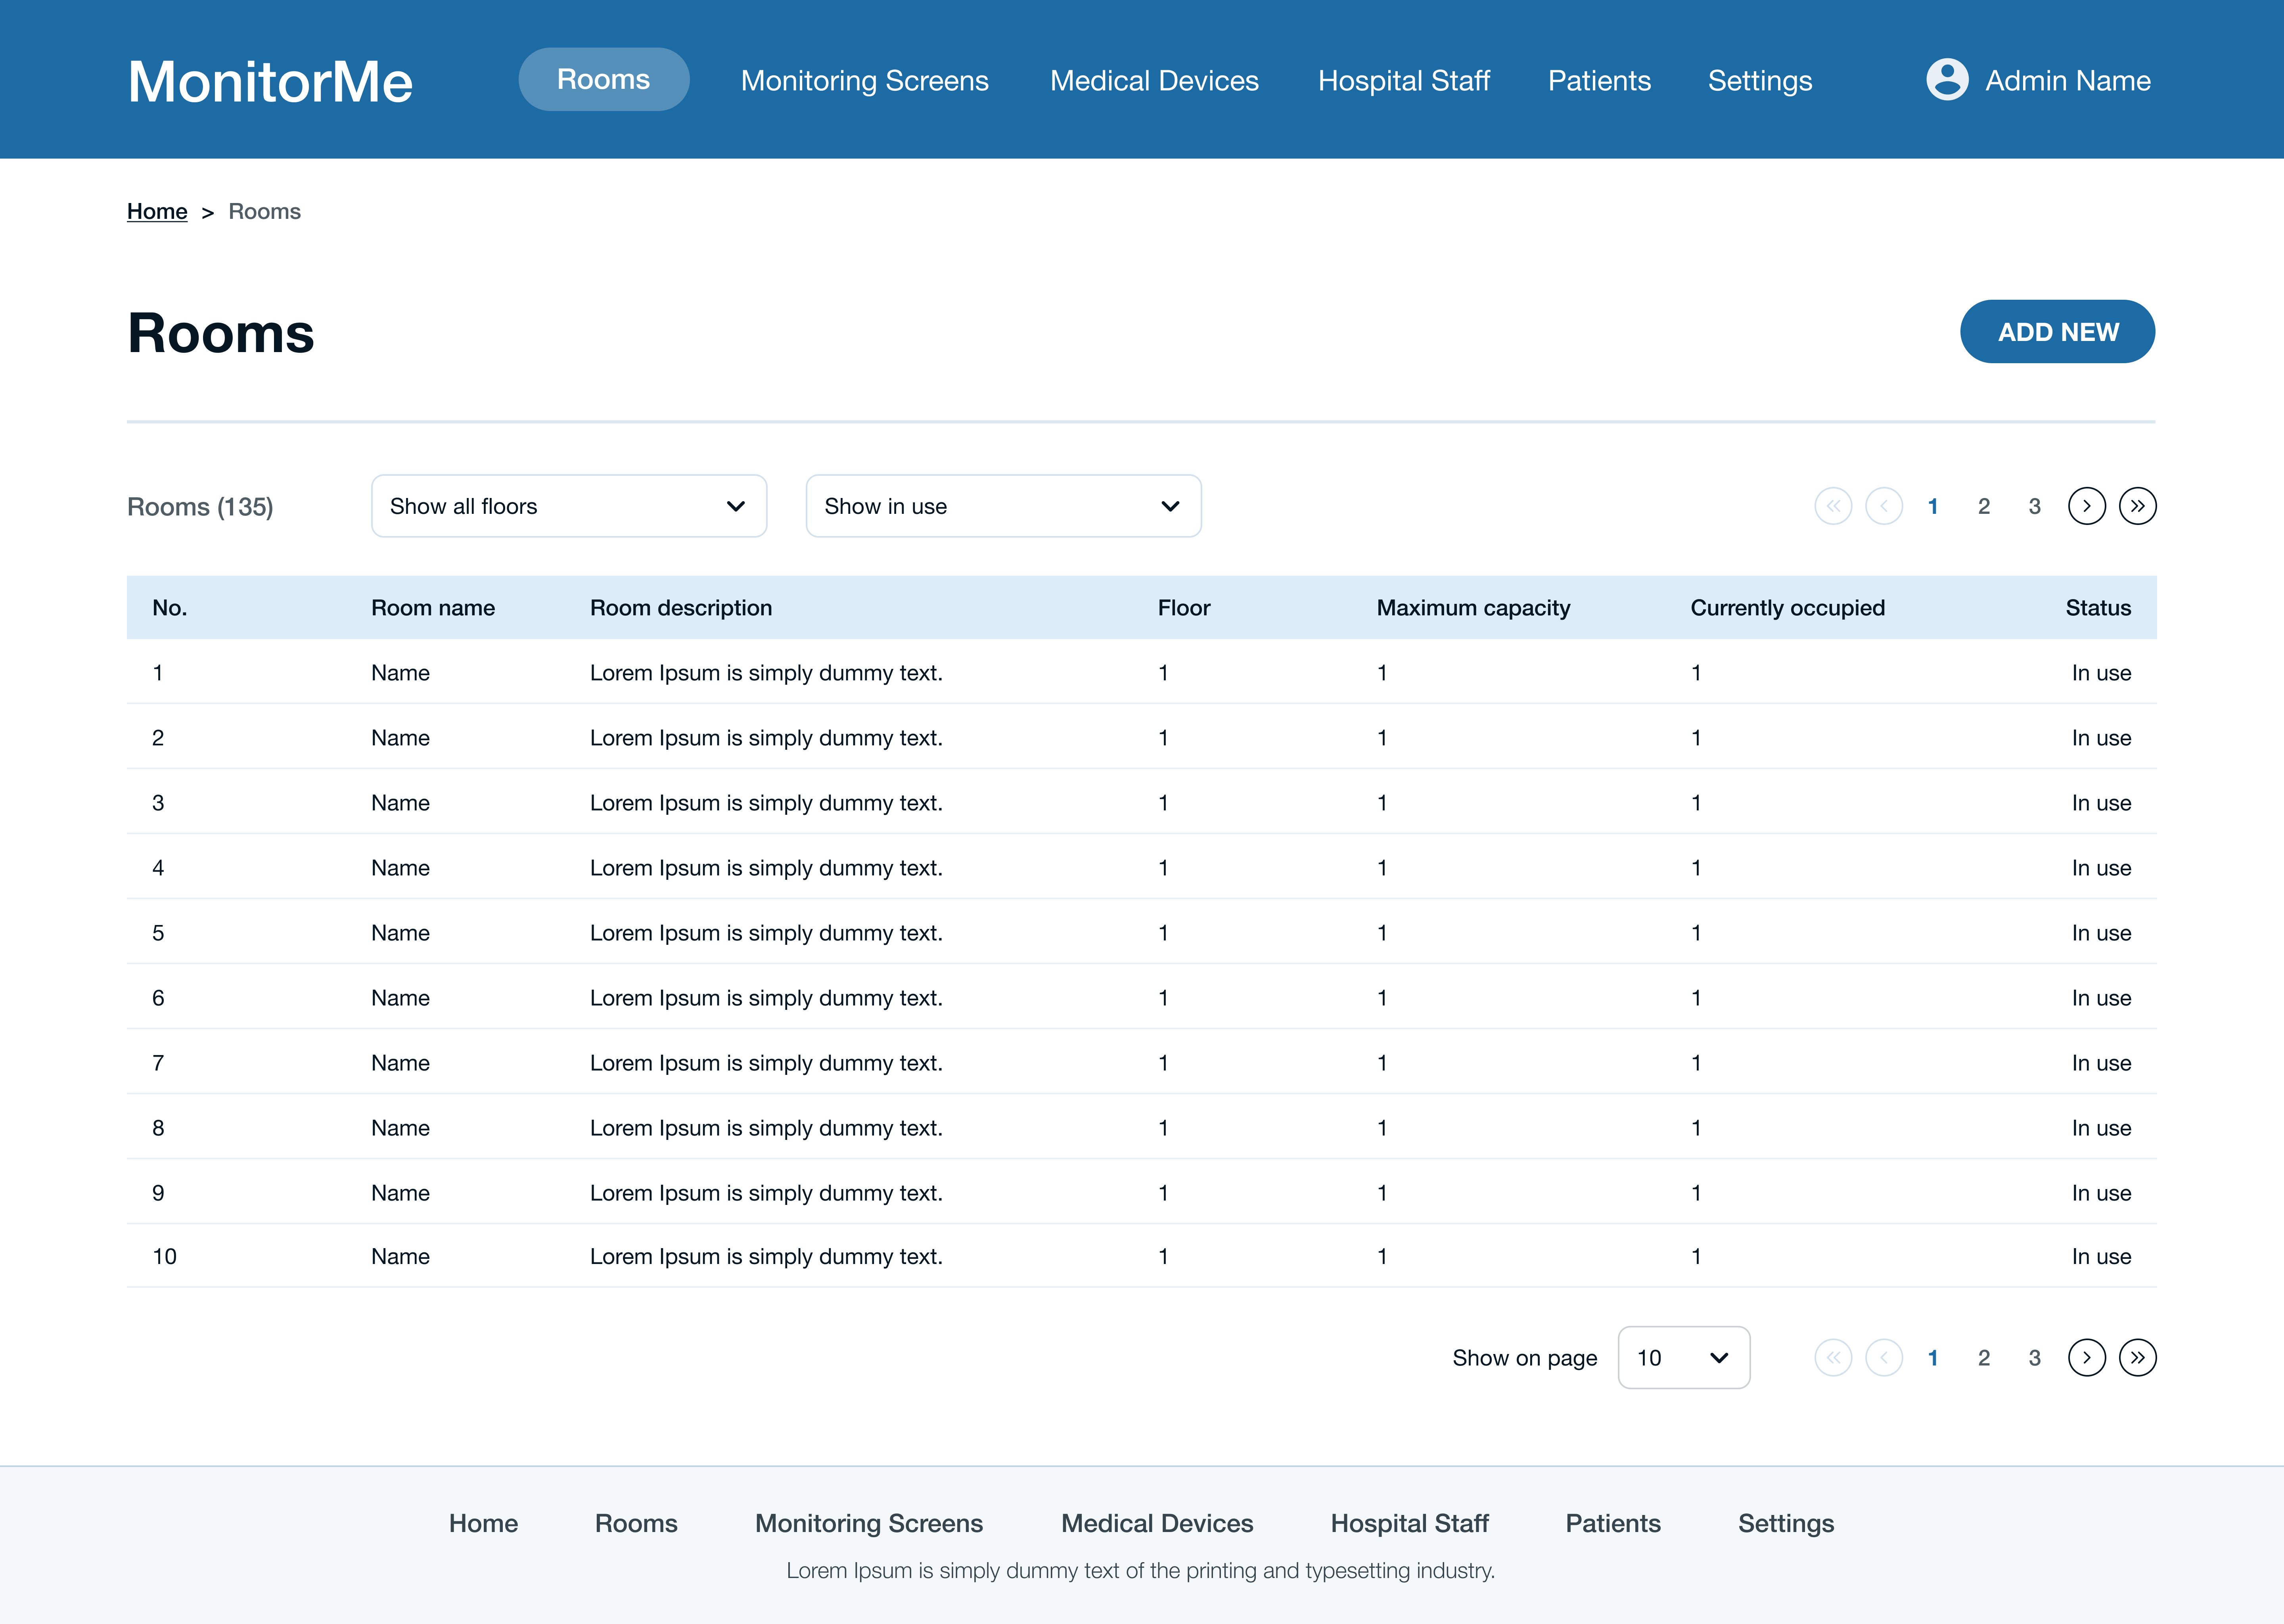 MonitorMe Rooms Monitoring Screens Medical Devices Hospital Staff Patients Settings Admin Name
Home > Rooms
Rooms ADD NEW
Rooms (135) Show all floors Show in use 1 2 3
No. Room name Room description Floor Maximum capacity Currently occupied Status
1 Name Lorem Ipsum is simply dummy text. 1 1 1 In use
2 Name Lorem Ipsum is simply dummy text. 1 1 1 In use
3 Name Lorem Ipsum is simply dummy text. 1 1 1 In use
4 Name Lorem Ipsum is simply dummy text. 1 1 1 In use
5 Name Lorem Ipsum is simply dummy text. 1 1 1 In use
6 Name Lorem Ipsum is simply dummy text. 1 1 1 In use
7 Name Lorem Ipsum is simply dummy text. 1 1 1 In use
8 Name Lorem Ipsum is simply dummy text. 1 1 1 In use
9 Name Lorem Ipsum is simply dummy text. 1 1 1 In use
10 Name Lorem Ipsum is simply dummy text. 1 1 1 In use
Show on page 10 1 2 3
Home Rooms Monitoring Screens Medical Devices Hospital Staff Patients Settings
Lorem Ipsum is simply dummy text of the printing and typesetting industry.